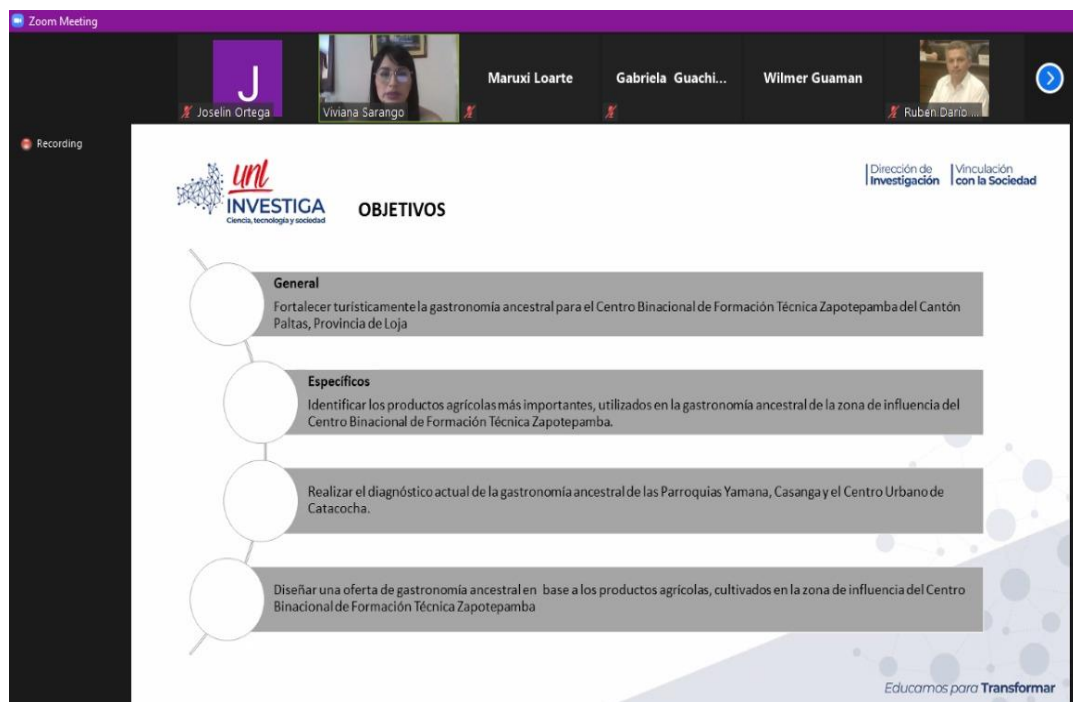 Zoom Meeting
J
Maruxi Loarte
Gabriela Guachi...
Wilmer Guaman
Joselin Ortega
Viviana Sarango
Ruben Dario ...
Recording
unl
INVESTIGA
Ciencia, tecnología y sociedad
OBJETIVOS
Dirección de
Investigación
Vinculación
con la Sociedad
General
Fortalecer turísticamente la gastronomía ancestral para el Centro Binacional de Formación Técnica Zapotepamba del Cantón
Paltas, Provincia de Loja
Específicos
Identificar los productos agrícolas más importantes, utilizados en la gastronomía ancestral de la zona de influencia del
Centro Binacional de Formación Técnica Zapotepamba.
Realizar el diagnóstico actual de la gastronomía ancestral de las Parroquias Yamana, Casanga y el Centro Urbano de
Catacocha.
Diseñar una oferta de gastronomía ancestral en base a los productos agrícolas, cultivados en la zona de influencia del Centro
Binacional de Formación Técnica Zapotepamba
Educamos para Transformar